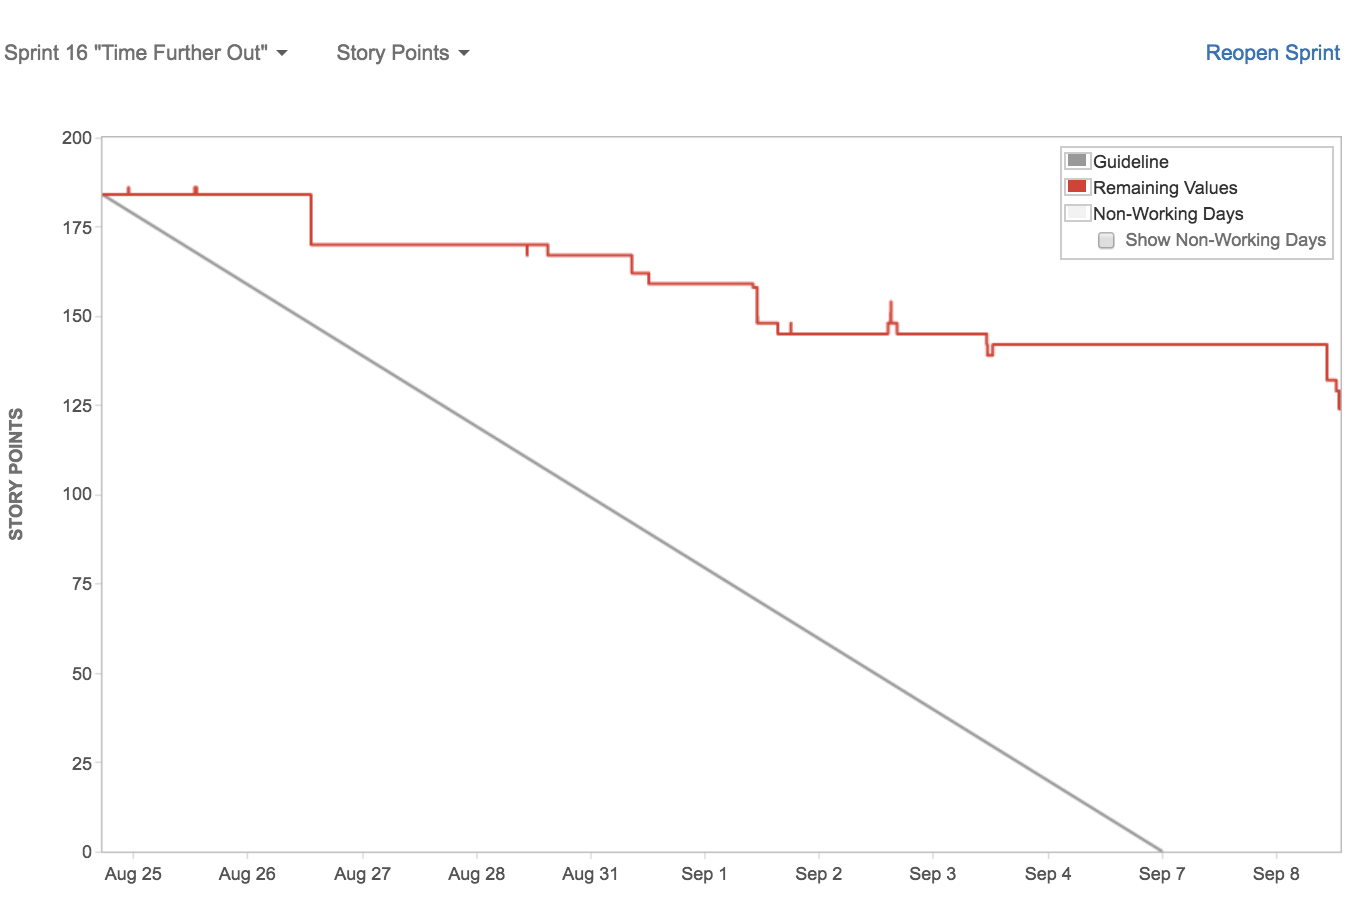 Sprint 16 "Time Further Out" Story Points Reopen Sprint
200
175
150
125
100
75
50
25
0
STORY POINTS
Guideline
Remaining Values
Non-Working Days
Show Non-Working Days
Aug 25 Aug 26 Aug 27 Aug 28 Aug 31 Sep 1 Sep 2 Sep 3 Sep 4 Sep 7 Sep 8